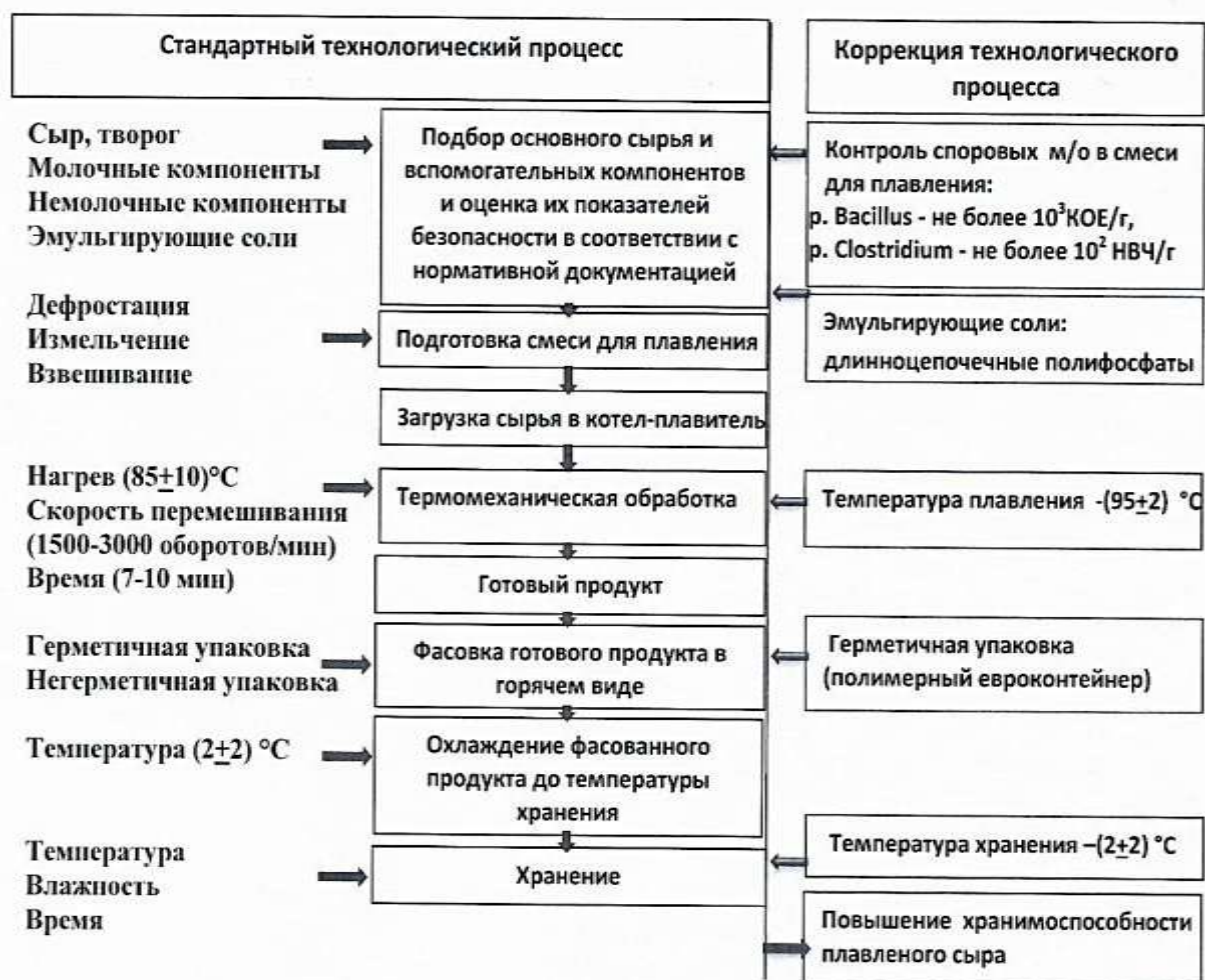 Стандартный технологический процесс
Коррекция технологического
процесса
Сыр, творог
Молочные компоненты
Немолочные компоненты
Эмульгирующие соли
Подбор основного сырья и
вспомогательных компонентов
и оценка их показателей
безопасности в соответствии с
нормативной документацией
Контроль споровых м/о в смеси
для плавления:
р. Bacillus - не более 10³КОЕ/г,
р. Clostridium - не более 10² НВЧ/г
Дефростация
Измельчение
Взвешивание
Подготовка смеси для плавления
Эмульгирующие соли:
длинноцепочечные полифосфаты
Загрузка сырья в котел-плавитель
Нагрев (85±10)°С
Скорость перемешивания
(1500-3000 оборотов/мин)
Время (7-10 мин)
Термомеханическая обработка
Температура плавления -(95±2) °С
Готовый продукт
Герметичная упаковка
Негерметичная упаковка
Фасовка готового продукта в
горячем виде
Герметичная упаковка
(полимерный евроконтейнер)
Температура (2±2) °С
Охлаждение фасованного
продукта до температуры
хранения
Температура
Влажность
Время
Хранение
Температура хранения –(2±2) °С
Повышение хранимоспособности
плавленого сыра